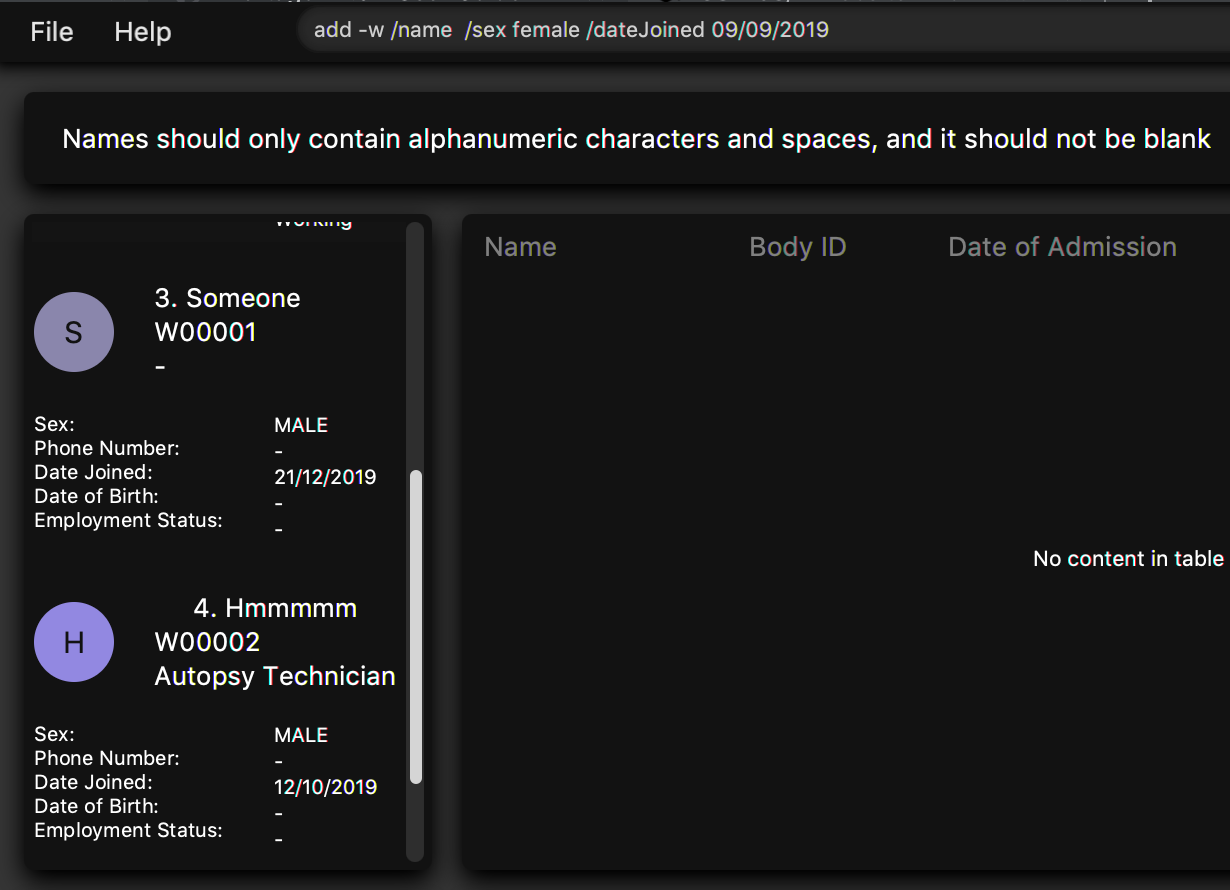 File Help add -w /name  /sex female /dateJoined 09/09/2019
Names should only contain alphanumeric characters and spaces, and it should not be blank
Working
S
3. Someone
W00001
-
Sex: MALE
Phone Number: -
Date Joined: 21/12/2019
Date of Birth: -
Employment Status: -
H
4. Hmmmmm
W00002
Autopsy Technician
Sex: MALE
Phone Number: -
Date Joined: 12/10/2019
Date of Birth: -
Employment Status: -
Name Body ID Date of Admission
No content in table